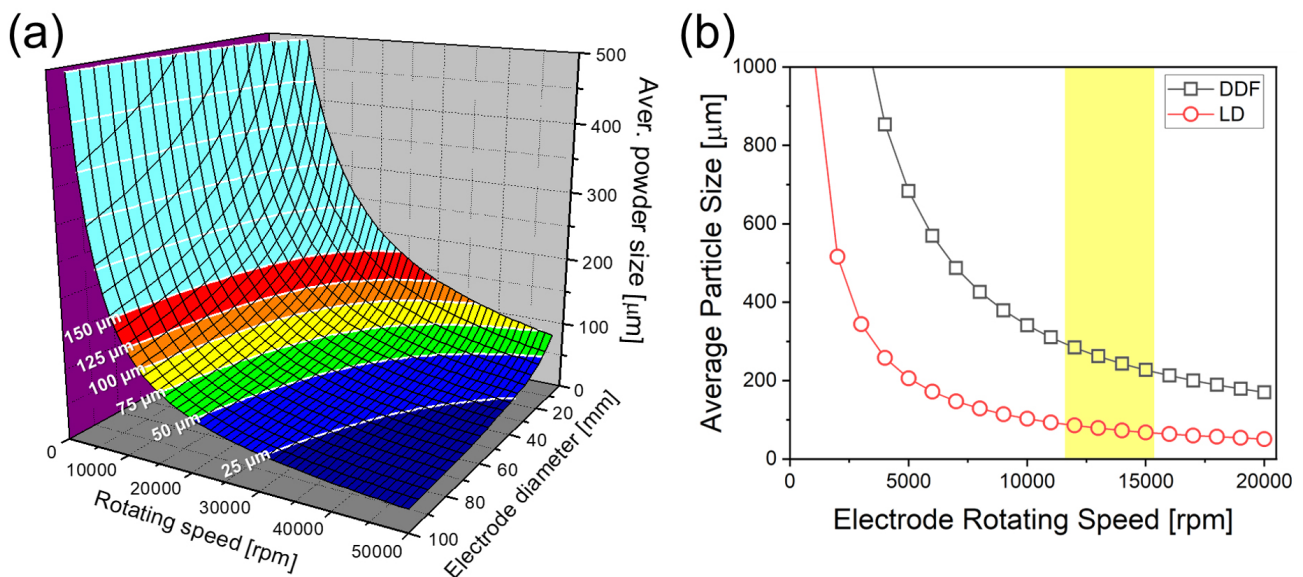 (a)
500
400
300
200
100
0
Aver. powder size [μm]
150 μm
125 μm
100 μm
75 μm
50 μm
25 μm
0
10000
20000
30000
40000
50000
Rotating speed [rpm]
20
40
60
80
100
Electrode diameter [mm]
(b)
1000
800
600
400
200
0
Average Particle Size [μm]
DDF
LD
0
5000
10000
15000
20000
Electrode Rotating Speed [rpm]